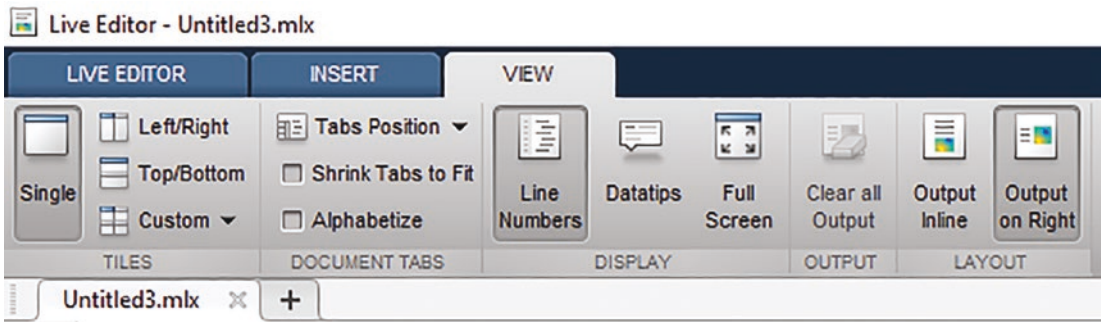 Live Editor - Untitled3.mlx
LIVE EDITOR
INSERT
VIEW
Single
Left/Right
Top/Bottom
Custom
TILES
Tabs Position
Shrink Tabs to Fit
Alphabetize
DOCUMENT TABS
Line
Numbers
Datatips
Full
Screen
DISPLAY
Clear all
Output
OUTPUT
Output
Inline
Output
on Right
LAYOUT
Untitled3.mlx